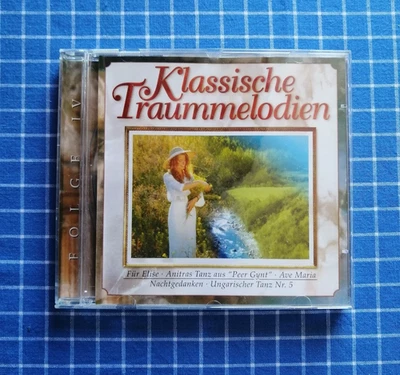 Klassische
Traummelodien
FOLGE IV
Für Elise · Anitras Tanz aus "Peer Gynt" · Ave Maria
Nachtgedanken · Ungarischer Tanz Nr. 5